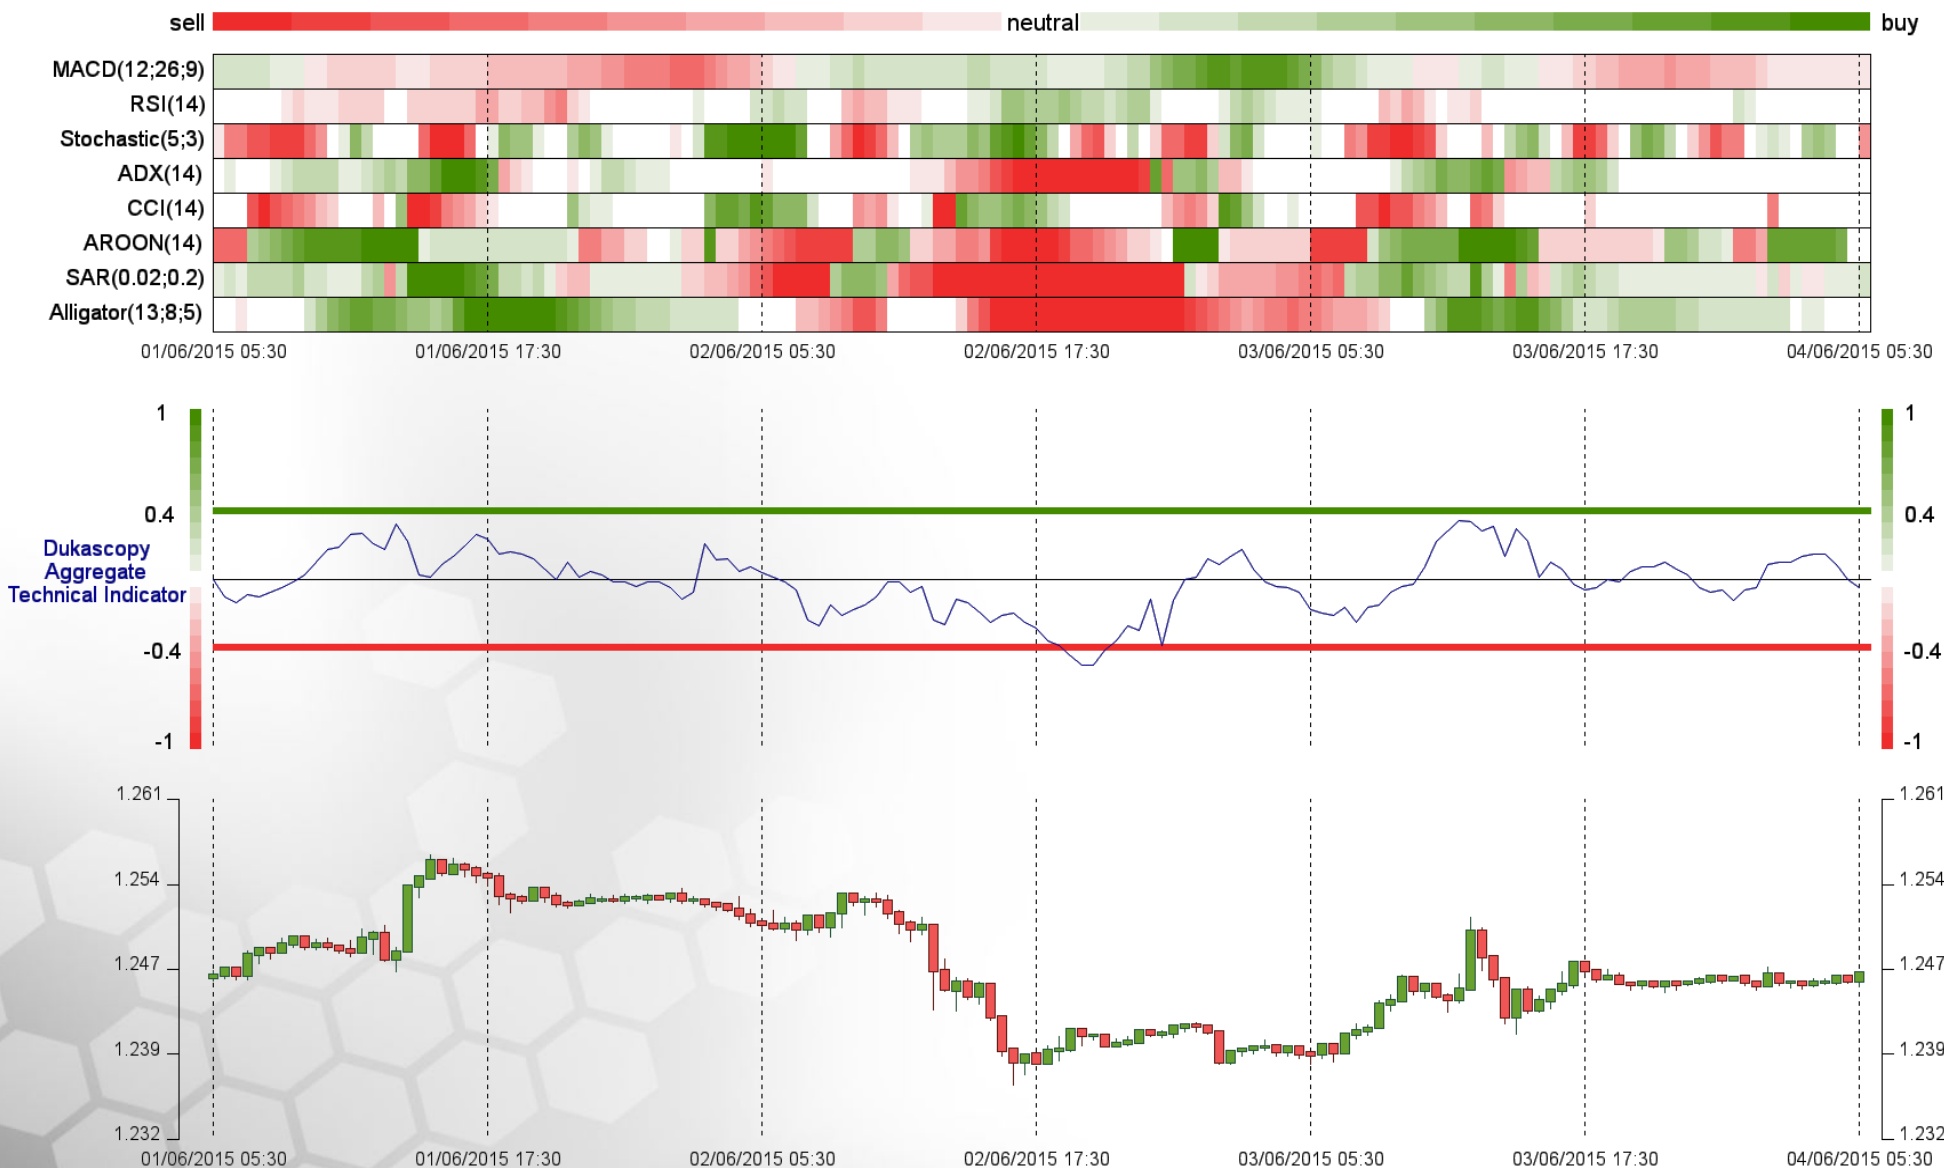 sell neutral buy
MACD(12;26;9)
RSI(14)
Stochastic(5;3)
ADX(14)
CCI(14)
AROON(14)
SAR(0.02;0.2)
Alligator(13;8;5)
01/06/2015 05:30 01/06/2015 17:30 02/06/2015 05:30 02/06/2015 17:30 03/06/2015 05:30 03/06/2015 17:30 04/06/2015 05:30
1 1
0.4 0.4
Dukascopy
Aggregate
Technical Indicator
-0.4 -0.4
-1 -1
1.261 1.261
1.254 1.254
1.247 1.247
1.239 1.239
1.232 1.232
01/06/2015 05:30 01/06/2015 17:30 02/06/2015 05:30 02/06/2015 17:30 03/06/2015 05:30 03/06/2015 17:30 04/06/2015 05:30